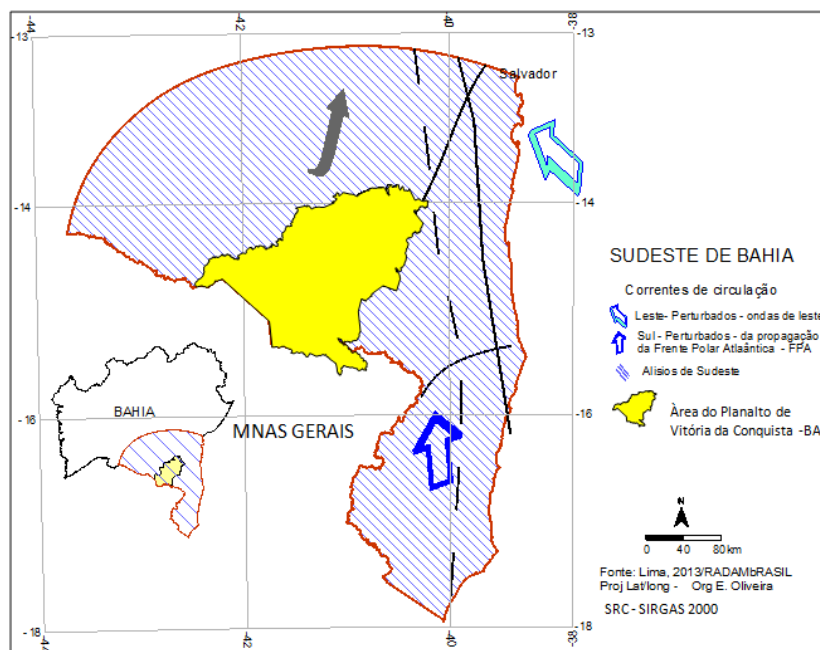 -44
-42
-40
-38
-13
-13
Salvador
-14
-14
SUDESTE DE BAHIA
Correntes de circulação
Leste- Perturbados - ondas de leste
Sul - Perturbados - da propagação
da Frente Polar Atlaântica - FPA
Alisios de Sudeste
Àrea do Planalto de
Vitória da Conquista -BA
BAHIA
MNAS GERAIS
-16
-16
N
0 40 80 km
Fonte: Lima, 2013/RADAMbRASIL
Proj Lat/long - Org E. Oliveira
SRC - SIRGAS 2000
-18
-18
-44
-42
-40
-38